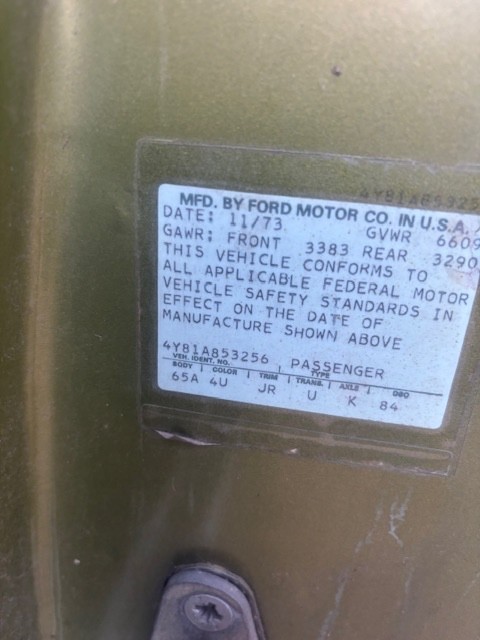 4Y81A853256
MFD. BY FORD MOTOR CO. IN U.S.A.
DATE: 11/73 GVWR 6609
GAWR: FRONT 3383 REAR 3290
THIS VEHICLE CONFORMS TO
ALL APPLICABLE FEDERAL MOTOR
VEHICLE SAFETY STANDARDS IN
EFFECT ON THE DATE OF
MANUFACTURE SHOWN ABOVE
4Y81A853256 PASSENGER
VEH. IDENT. NO. TYPE
BODY COLOR TRIM TRANS. AXLE DSO
65A 4U JR U K 84